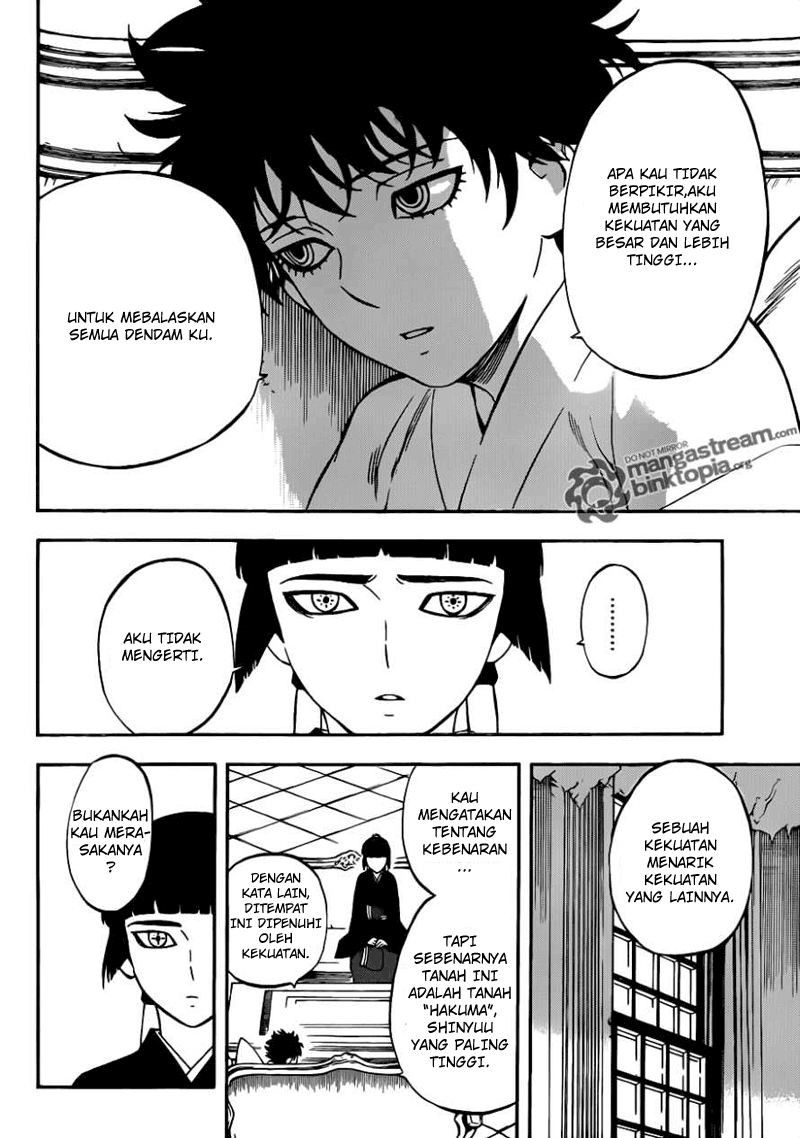 APA KAU TIDAK
BERPIKIR,AKU
MEMBUTUHKAN
KEKUATAN YANG
BESAR DAN LEBIH
TINGGI...
UNTUK MEBALASKAN
SEMUA DENDAM KU.
DO NOT MIRROR
mangastream.com
binktopia.org
.........
AKU TIDAK
MENGERTI.
SEBUAH
KEKUATAN
MENARIK
KEKUATAN
YANG LAINNYA.
KAU
MENGATAKAN
TENTANG
KEBENARAN
...
TAPI
SEBENARNYA
TANAH INI
ADALAH TANAH
"HAKUMA",
SHINYUU
YANG PALING
TINGGI.
DENGAN
KATA LAIN,
DITEMPAT
INI DIPENUHI
OLEH
KEKUATAN.
BUKANKAH
KAU MERA-
SAKANYA
?